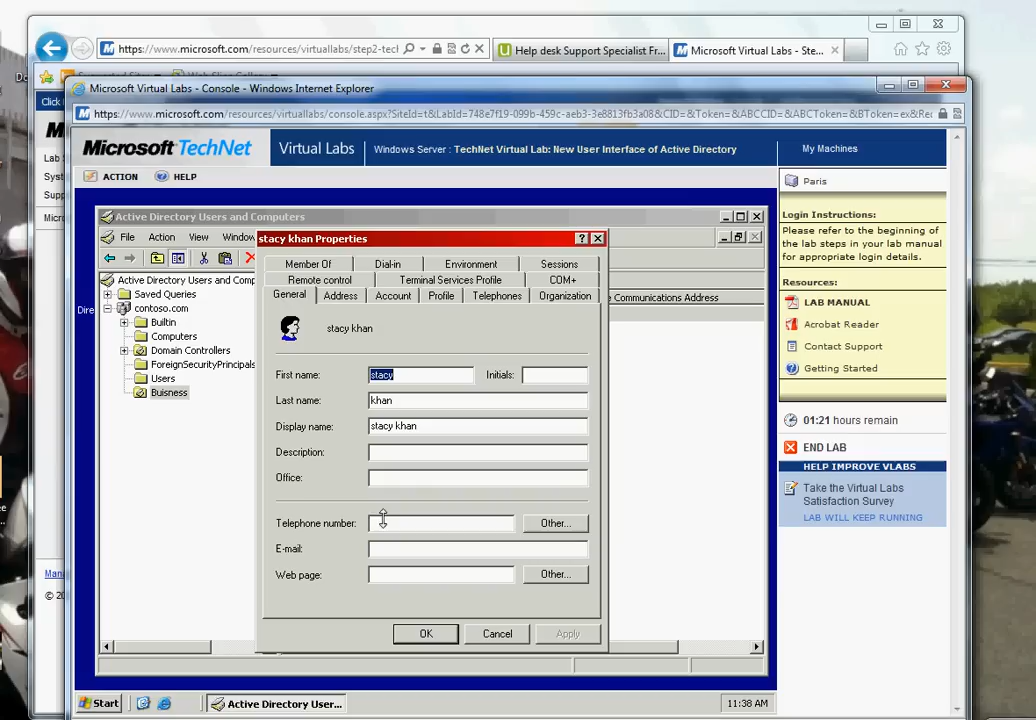 https://www.microsoft.com/resources/virtuallabs/step2-tecl
Help desk Support Specialist Fr...
Microsoft Virtual Labs - Ste...
Microsoft Virtual Labs - Console - Windows Internet Explorer
https://www.microsoft.com/resources/virtuallabs/console.aspx?SiteId=t&LabId=748e7f19-099b-459c-aeb3-3e8813fb3a08&CID=&Token=&ABCCID=&ABCToken=&BToken=ex&Rec
Click
Lab S
Syst
Supp
Micro
Microsoft TechNet
Virtual Labs
Windows Server : TechNet Virtual Lab: New User Interface of Active Directory
My Machines
ACTION
HELP
Paris
Login Instructions:
Please refer to the beginning of the lab steps in your lab manual for appropriate login details.
Resources:
LAB MANUAL
Acrobat Reader
Contact Support
Getting Started
01:21 hours remain
END LAB
HELP IMPROVE VLABS
Take the Virtual Labs
Satisfaction Survey
LAB WILL KEEP RUNNING
Active Directory Users and Computers
File Action View Window
Dire
Active Directory Users and Comp
Saved Queries
contoso.com
Builtin
Computers
Domain Controllers
ForeignSecurityPrincipals
Users
Buisness
e Communications Address
stacy khan Properties
Member Of Dial-in Environment Sessions
Remote control Terminal Services Profile COM+
General Address Account Profile Telephones Organization
stacy khan
First name: stacy Initials:
Last name: khan
Display name: stacy khan
Description:
Office:
Telephone number: Other...
E-mail:
Web page: Other...
OK Cancel Apply
Man
© 20
Start
Active Directory User...
11:38 AM